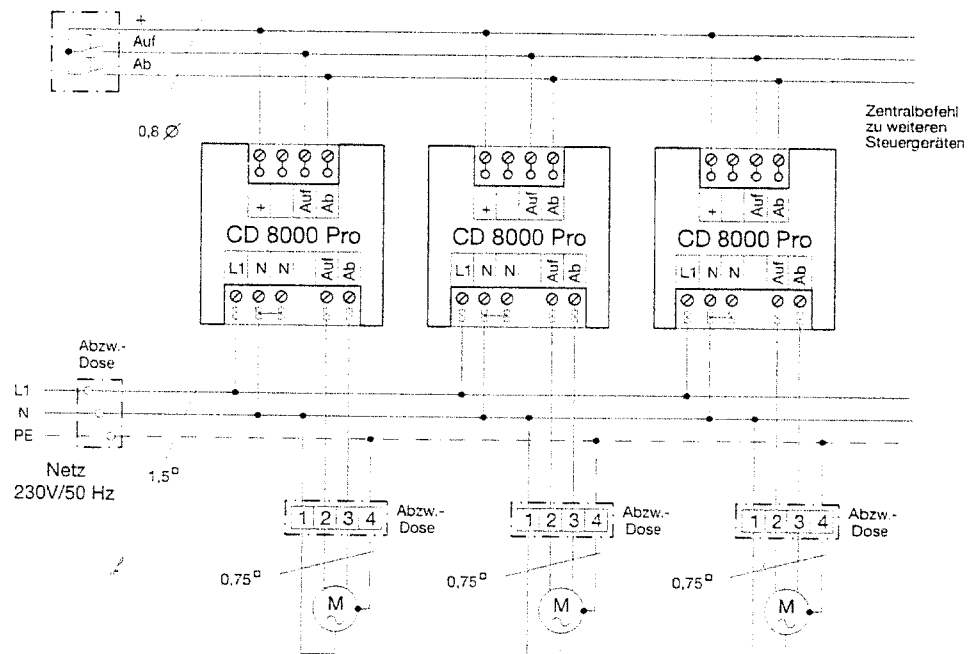 +
Auf
Ab
0,8 Ø
Zentralbefehl
zu weiteren
Steuergeräten
+ Auf Ab
+ Auf Ab
+ Auf Ab
CD 8000 Pro
CD 8000 Pro
CD 8000 Pro
L1 N N Auf Ab
L1 N N Auf Ab
L1 N N Auf Ab
Abzw.-
Dose
L1
N
PE
Netz
230V/50 Hz
1,5□
1 2 3 4
Abzw.-
Dose
1 2 3 4
Abzw.-
Dose
1 2 3 4
Abzw.-
Dose
0,75□
0,75□
0,75□
M
~
M
~
M
~